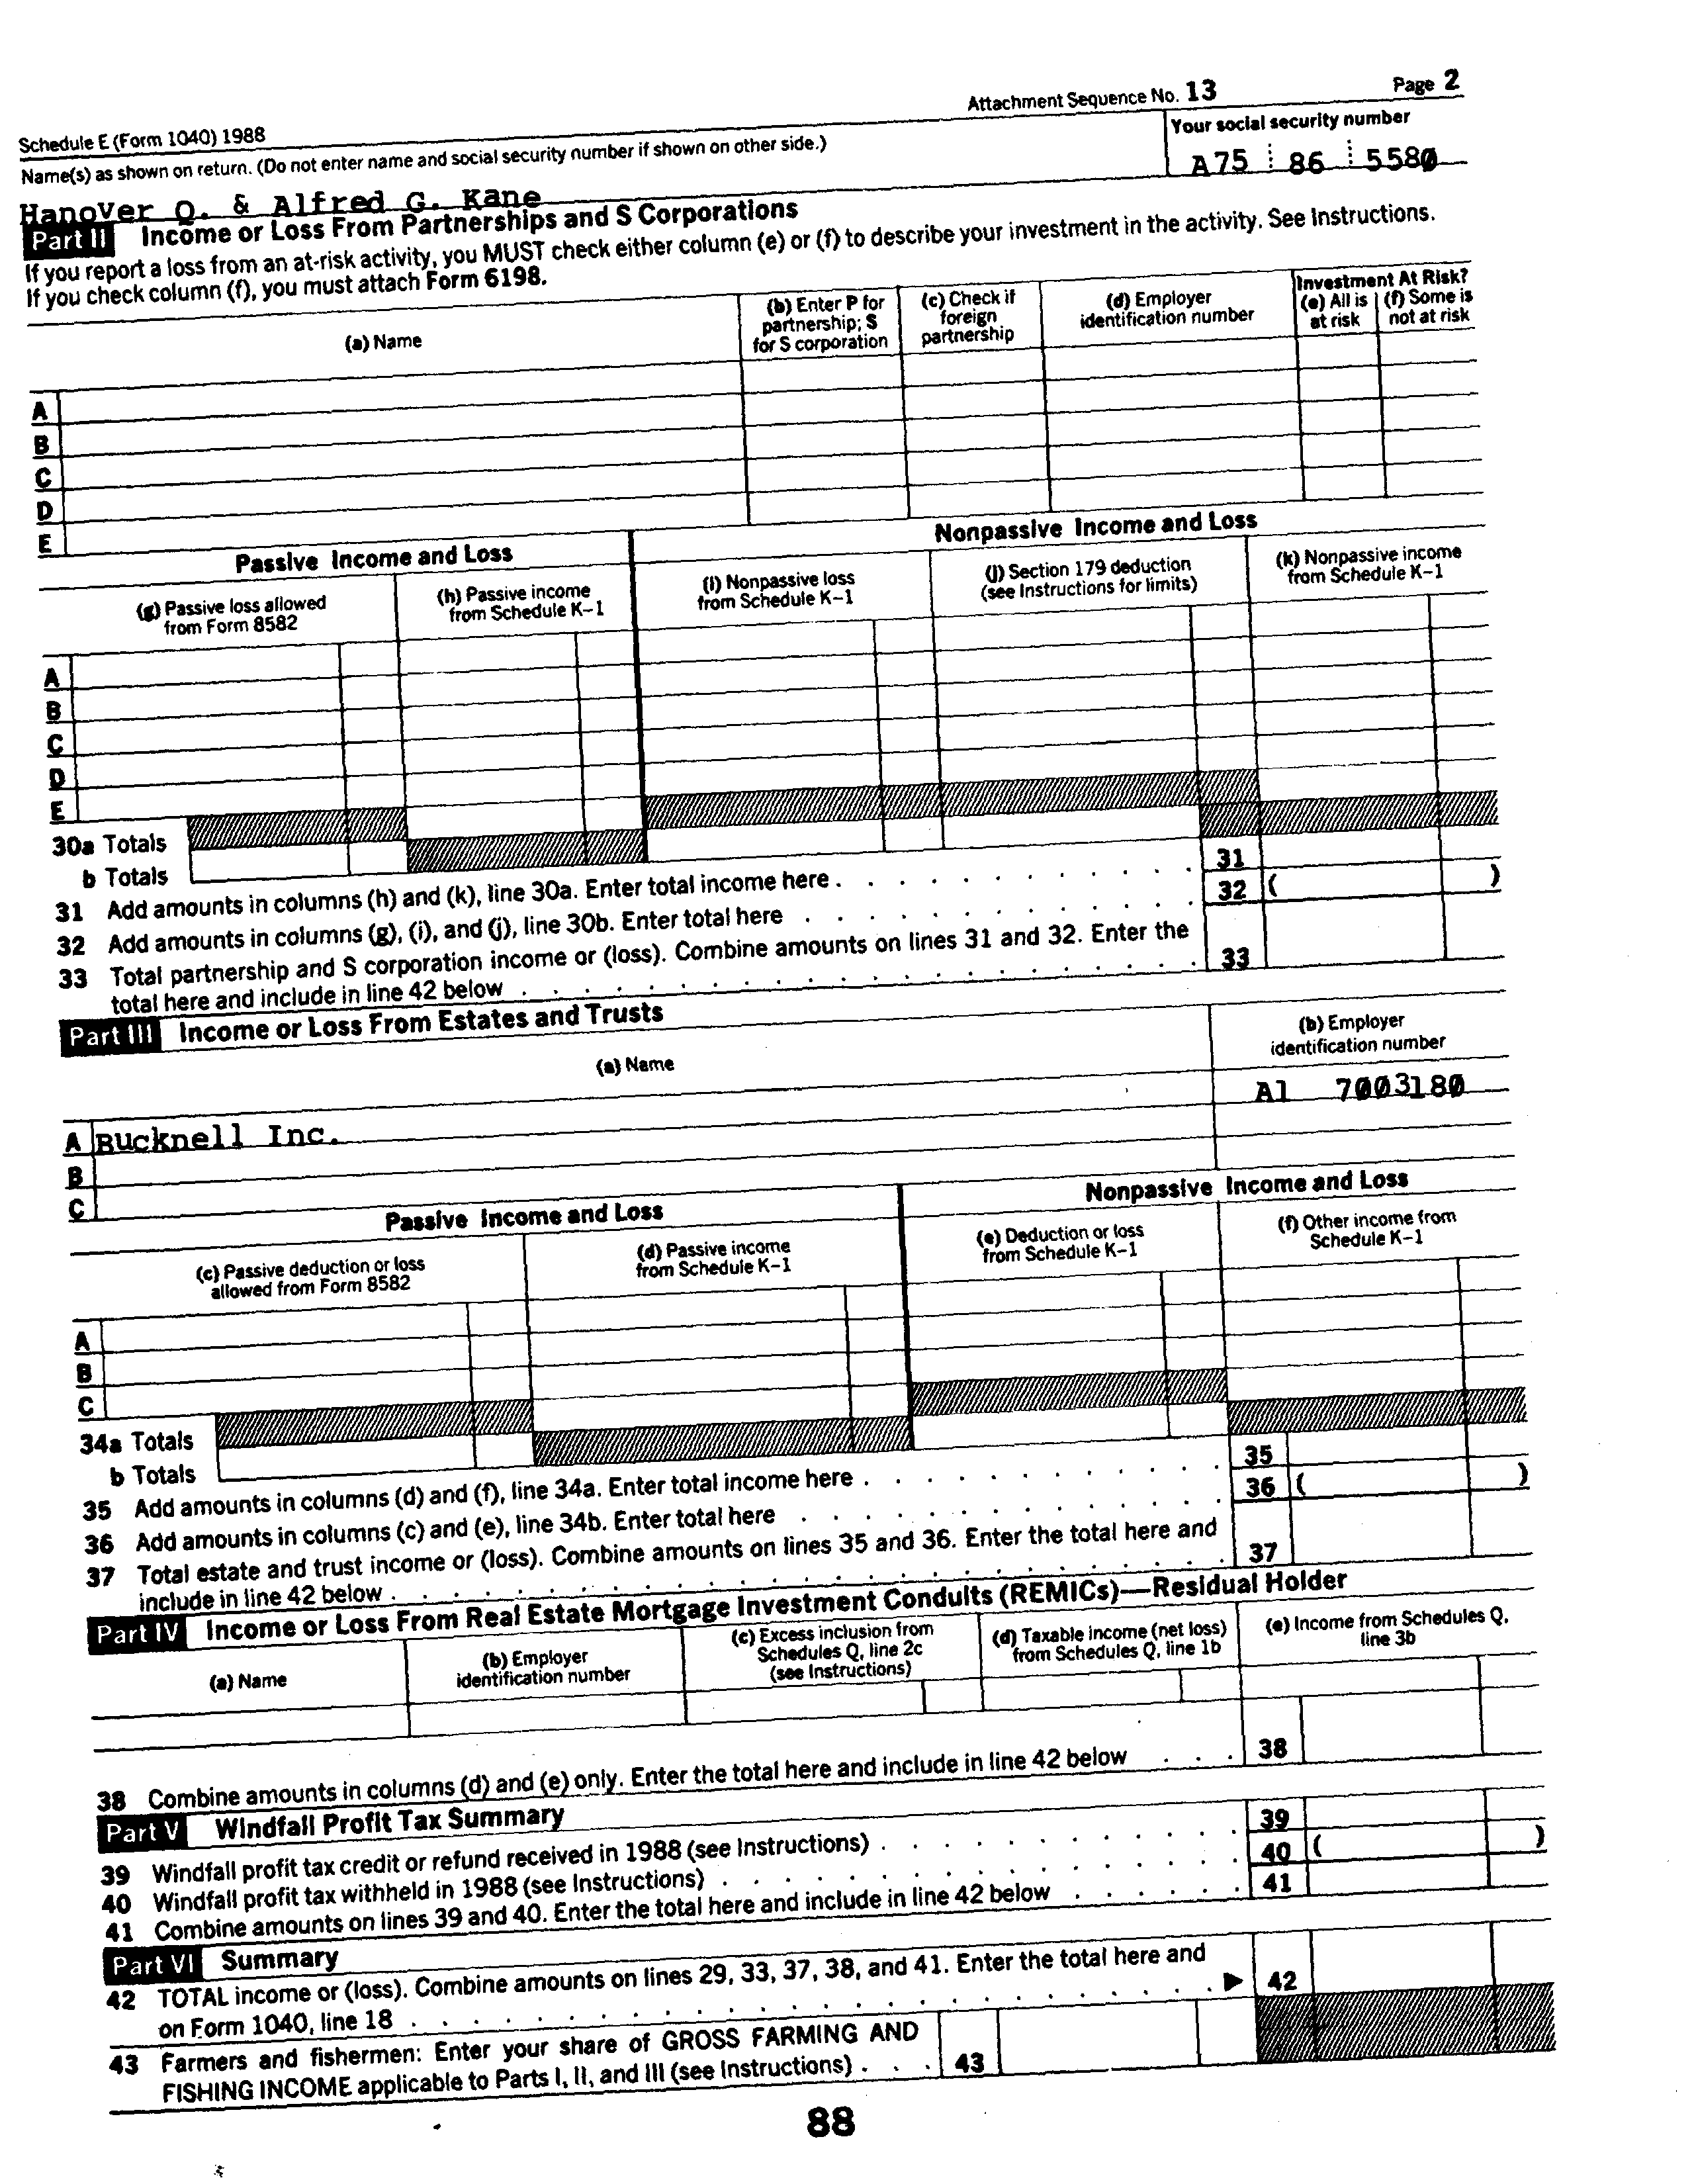 Attachment Sequence No. 13 Page 2
Schedule E (Form 1040) 1988
Name(s) as shown on return. (Do not enter name and social security number if shown on other side.)
Your social security number
Hanover Q. & Alfred G. Kane
A75 86 5580
Part II Income or Loss From Partnerships and S Corporations
If you report a loss from an at-risk activity, you MUST check either column (e) or (f) to describe your investment in the activity. See Instructions.
If you check column (f), you must attach Form 6198.
(a) Name
(b) Enter P for partnership; S for S corporation
(c) Check if foreign partnership
(d) Employer identification number
Investment At Risk?
(e) All is at risk
(f) Some is not at risk
A
B
C
D
E
Passive Income and Loss
Nonpassive Income and Loss
(g) Passive loss allowed from Form 8582
(h) Passive income from Schedule K–1
(i) Nonpassive loss from Schedule K–1
(j) Section 179 deduction (see Instructions for limits)
(k) Nonpassive income from Schedule K–1
A
B
C
D
E
30a Totals
b Totals
31 Add amounts in columns (h) and (k), line 30a. Enter total income here . . . . . . . . . . 31
32 Add amounts in columns (g), (i), and (j), line 30b. Enter total here . . . . . . . . . . . 32 ( )
33 Total partnership and S corporation income or (loss). Combine amounts on lines 31 and 32. Enter the
total here and include in line 42 below . . . . . . . . . . . . . . . . . . . . 33
Part III Income or Loss From Estates and Trusts
(a) Name
(b) Employer identification number
A Bucknell Inc. A1 7003180
B
C
Passive Income and Loss
Nonpassive Income and Loss
(c) Passive deduction or loss allowed from Form 8582
(d) Passive income from Schedule K–1
(e) Deduction or loss from Schedule K–1
(f) Other income from Schedule K–1
A
B
C
34a Totals
b Totals
35 Add amounts in columns (d) and (f), line 34a. Enter total income here . . . . . . . . . . 35
36 Add amounts in columns (c) and (e), line 34b. Enter total here . . . . . . . . . . . . 36 ( )
37 Total estate and trust income or (loss). Combine amounts on lines 35 and 36. Enter the total here and
include in line 42 below . . . . . . . . . . . . . . . . . . . . . . . . 37
Part IV Income or Loss From Real Estate Mortgage Investment Conduits (REMICs)—Residual Holder
(a) Name
(b) Employer identification number
(c) Excess inclusion from Schedules Q, line 2c (see Instructions)
(d) Taxable income (net loss) from Schedules Q, line 1b
(e) Income from Schedules Q, line 3b
38 Combine amounts in columns (d) and (e) only. Enter the total here and include in line 42 below . . . 38
Part V Windfall Profit Tax Summary
39 Windfall profit tax credit or refund received in 1988 (see Instructions) . . . . . . . . . . 39
40 Windfall profit tax withheld in 1988 (see Instructions) . . . . . . . . . . . . . . . 40 ( )
41 Combine amounts on lines 39 and 40. Enter the total here and include in line 42 below . . . . . . 41
Part VI Summary
42 TOTAL income or (loss). Combine amounts on lines 29, 33, 37, 38, and 41. Enter the total here and
on Form 1040, line 18 . . . . . . . . . . . . . . . . . . . . . . . ▶ 42
43 Farmers and fishermen: Enter your share of GROSS FARMING AND
FISHING INCOME applicable to Parts I, II, and III (see Instructions) . . . 43
88